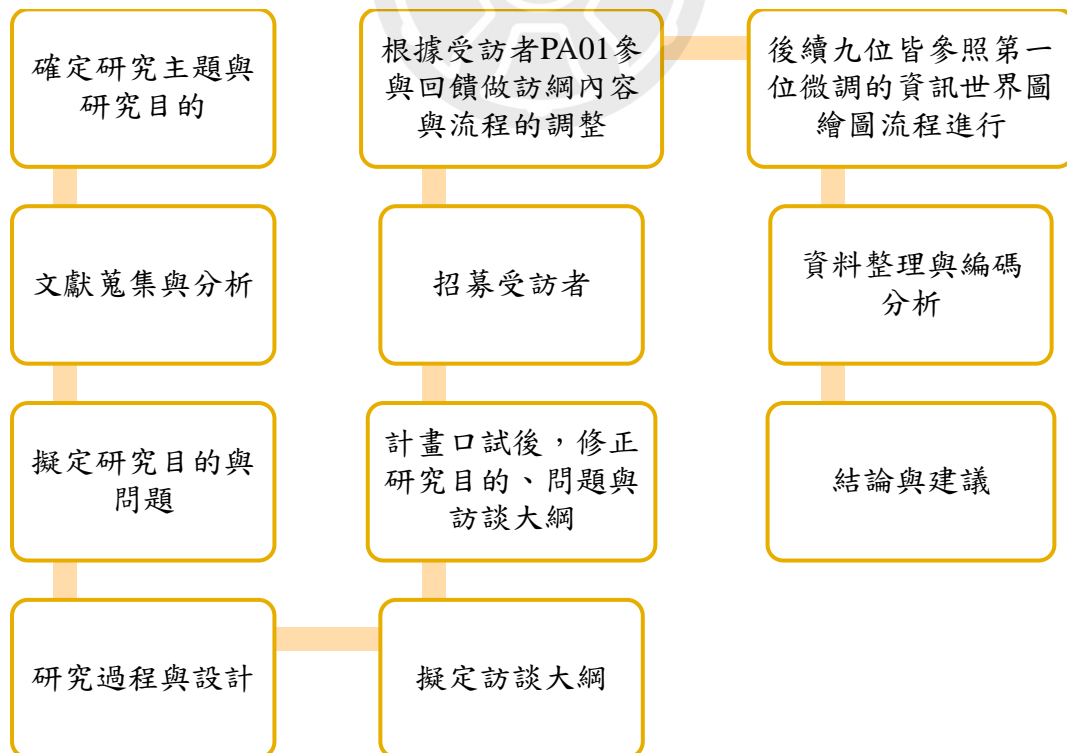 確定研究主題與
研究目的
文獻蒐集與分析
擬定研究目的與
問題
研究過程與設計
擬定訪談大綱
計畫口試後，修正
研究目的、問題與
訪談大綱
招募受訪者
根據受訪者PA01參
與回饋做訪綱內容
與流程的調整
後續九位皆參照第一
位微調的資訊世界圖
繪圖流程進行
資料整理與編碼
分析
結論與建議